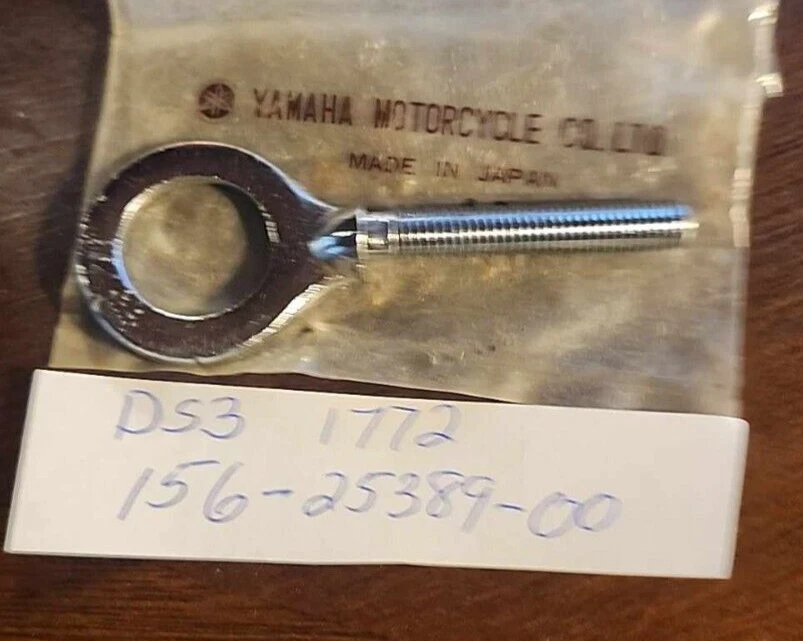 YAMAHA MOTORCYCLE CO. LTD
MADE IN JAPAN
DS3 1772
156-25389-00